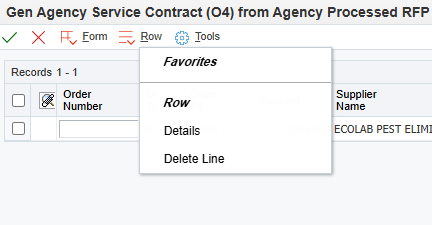 Gen Agency Service Contract (O4) from Agency Processed RFP
Form Row Tools
Favorites
Records 1 - 1
Row
Order
Number
Supplier
Name
Details
ECOLAB PEST ELIMI
Delete Line